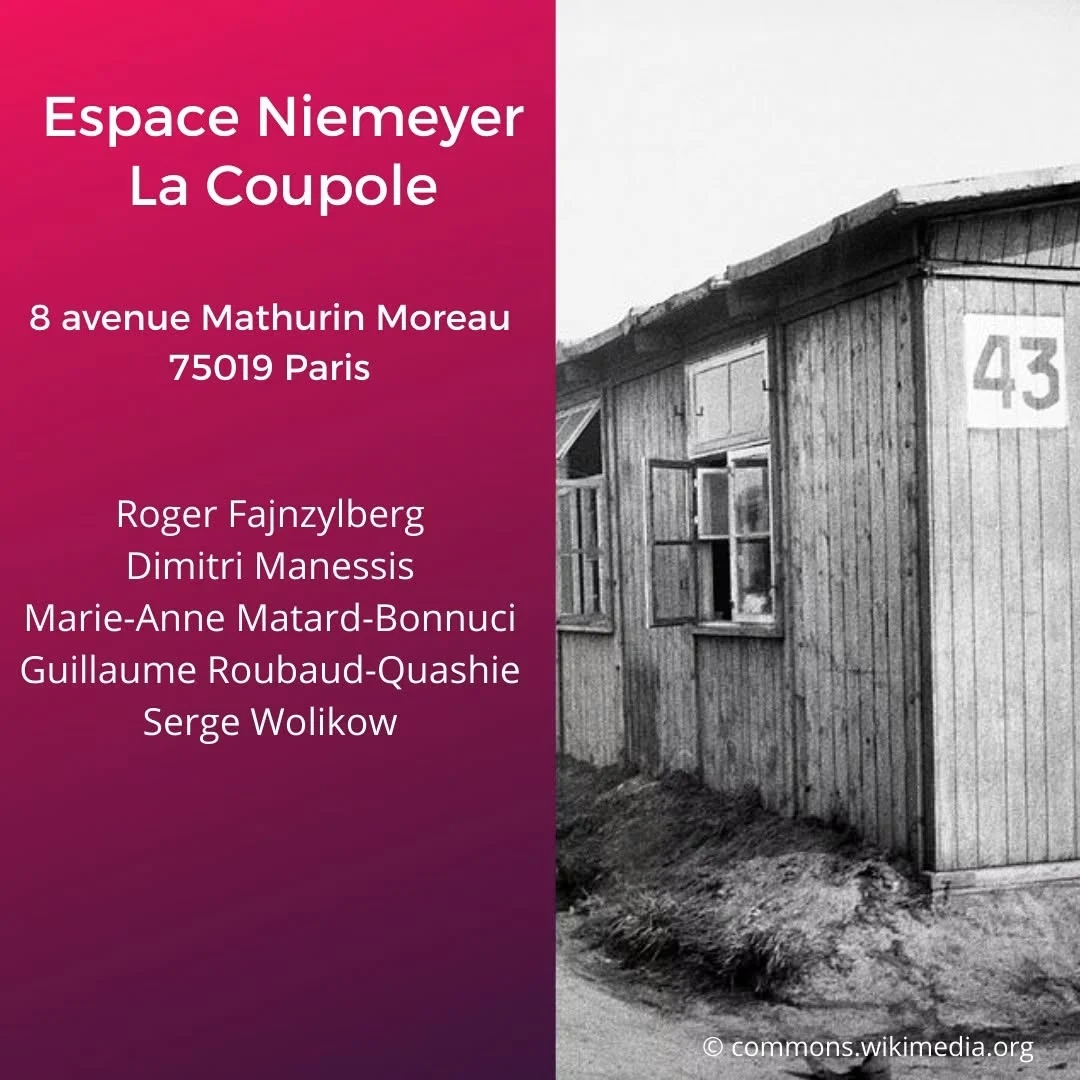 Espace Niemeyer
La Coupole
8 avenue Mathurin Moreau
75019 Paris
Roger Fajnzylberg
Dimitri Manessis
Marie-Anne Matard-Bonnuci
Guillaume Roubaud-Quashie
Serge Wolikow
43
© commons.wikimedia.org